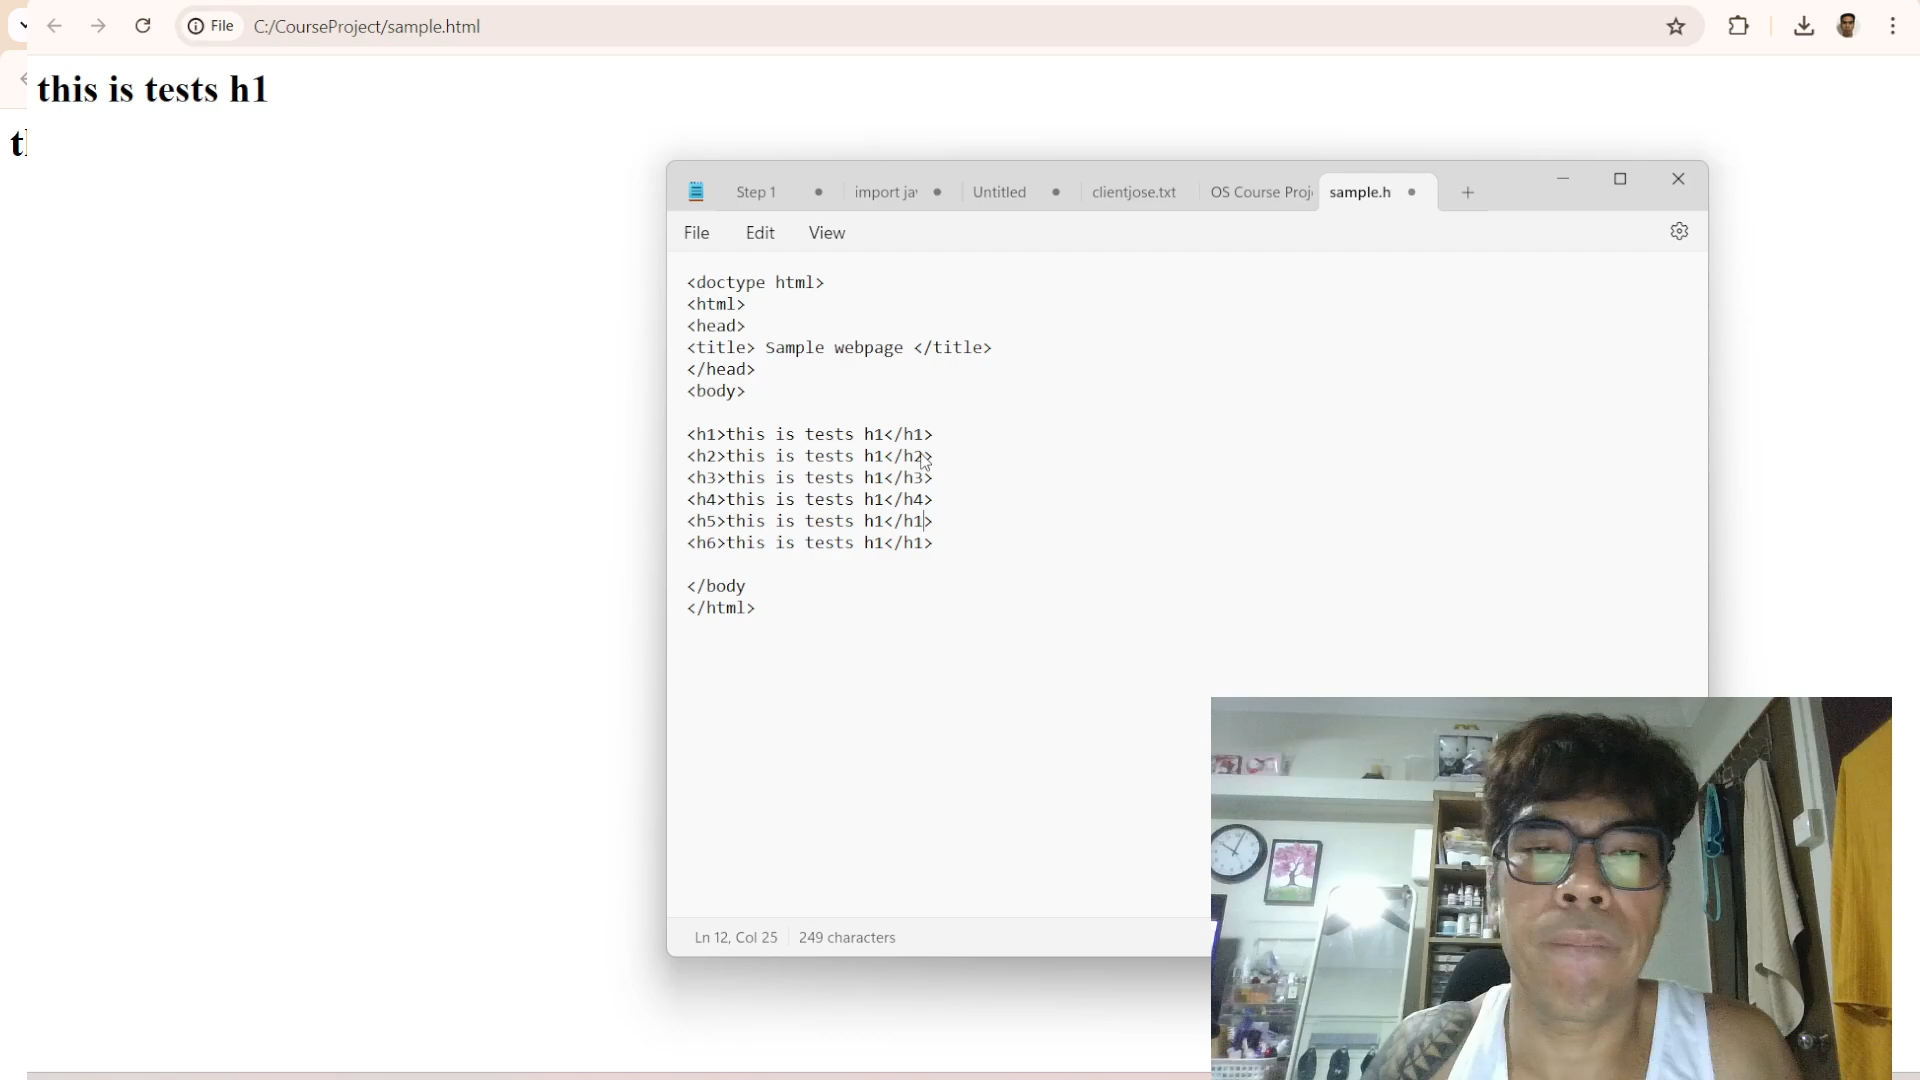 File C:/CourseProject/sample.html
this is tests h1
Step 1 import ja Untitled clientjose.txt OS Course Proj sample.h
File Edit View
<doctype html>
<html>
<head>
<title> Sample webpage </title>
</head>
<body>
<h1>this is tests h1</h1>
<h2>this is tests h1</h2>
<h3>this is tests h1</h3>
<h4>this is tests h1</h4>
<h5>this is tests h1</h1>
<h6>this is tests h1</h1>
</body
</html>
Ln 12, Col 25 249 characters